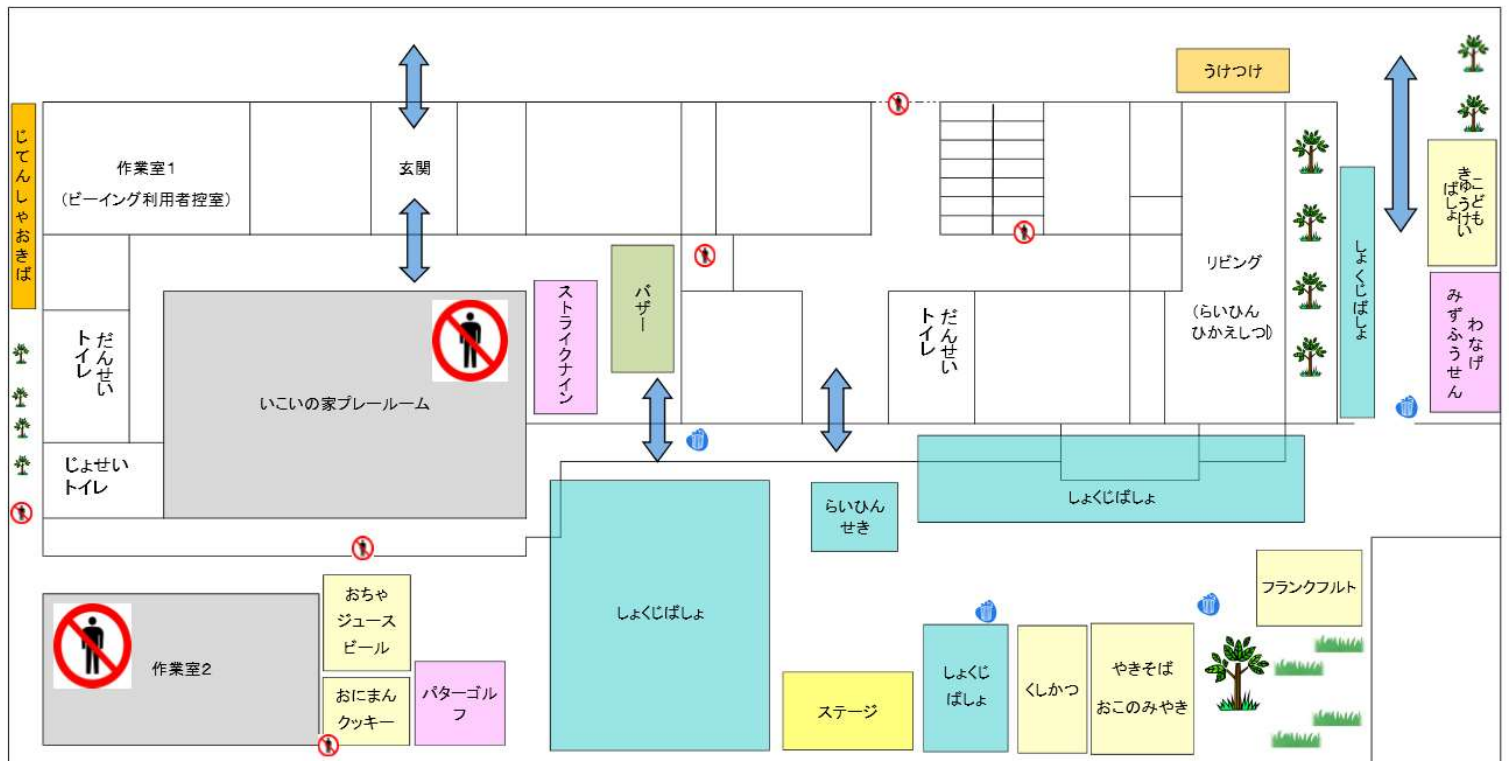 うけつけ
じてんしゃおきば
作業室1
(ビーイング利用者控室)
玄関
こども
きゅうけい
ばしょ
しょくじばしょ
リビング
(らいひん
ひかえしつ)
わなげ
みずふうせん
ストライクナイン
バザー
だんせい
トイレ
だんせい
トイレ
いこいの家プレールーム
じょせい
トイレ
らいひん
せき
しょくじばしょ
しょくじばしょ
フランクフルト
おちゃ
ジュース
ビール
作業室2
おにまん
クッキー
パターゴル
フ
ステージ
しょくじ
ばしょ
くしかつ
やきそば
おこのみやき